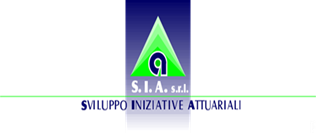 a
S. I. A. s.r.l.
SVILUPPO INIZIATIVE ATTUARIALI